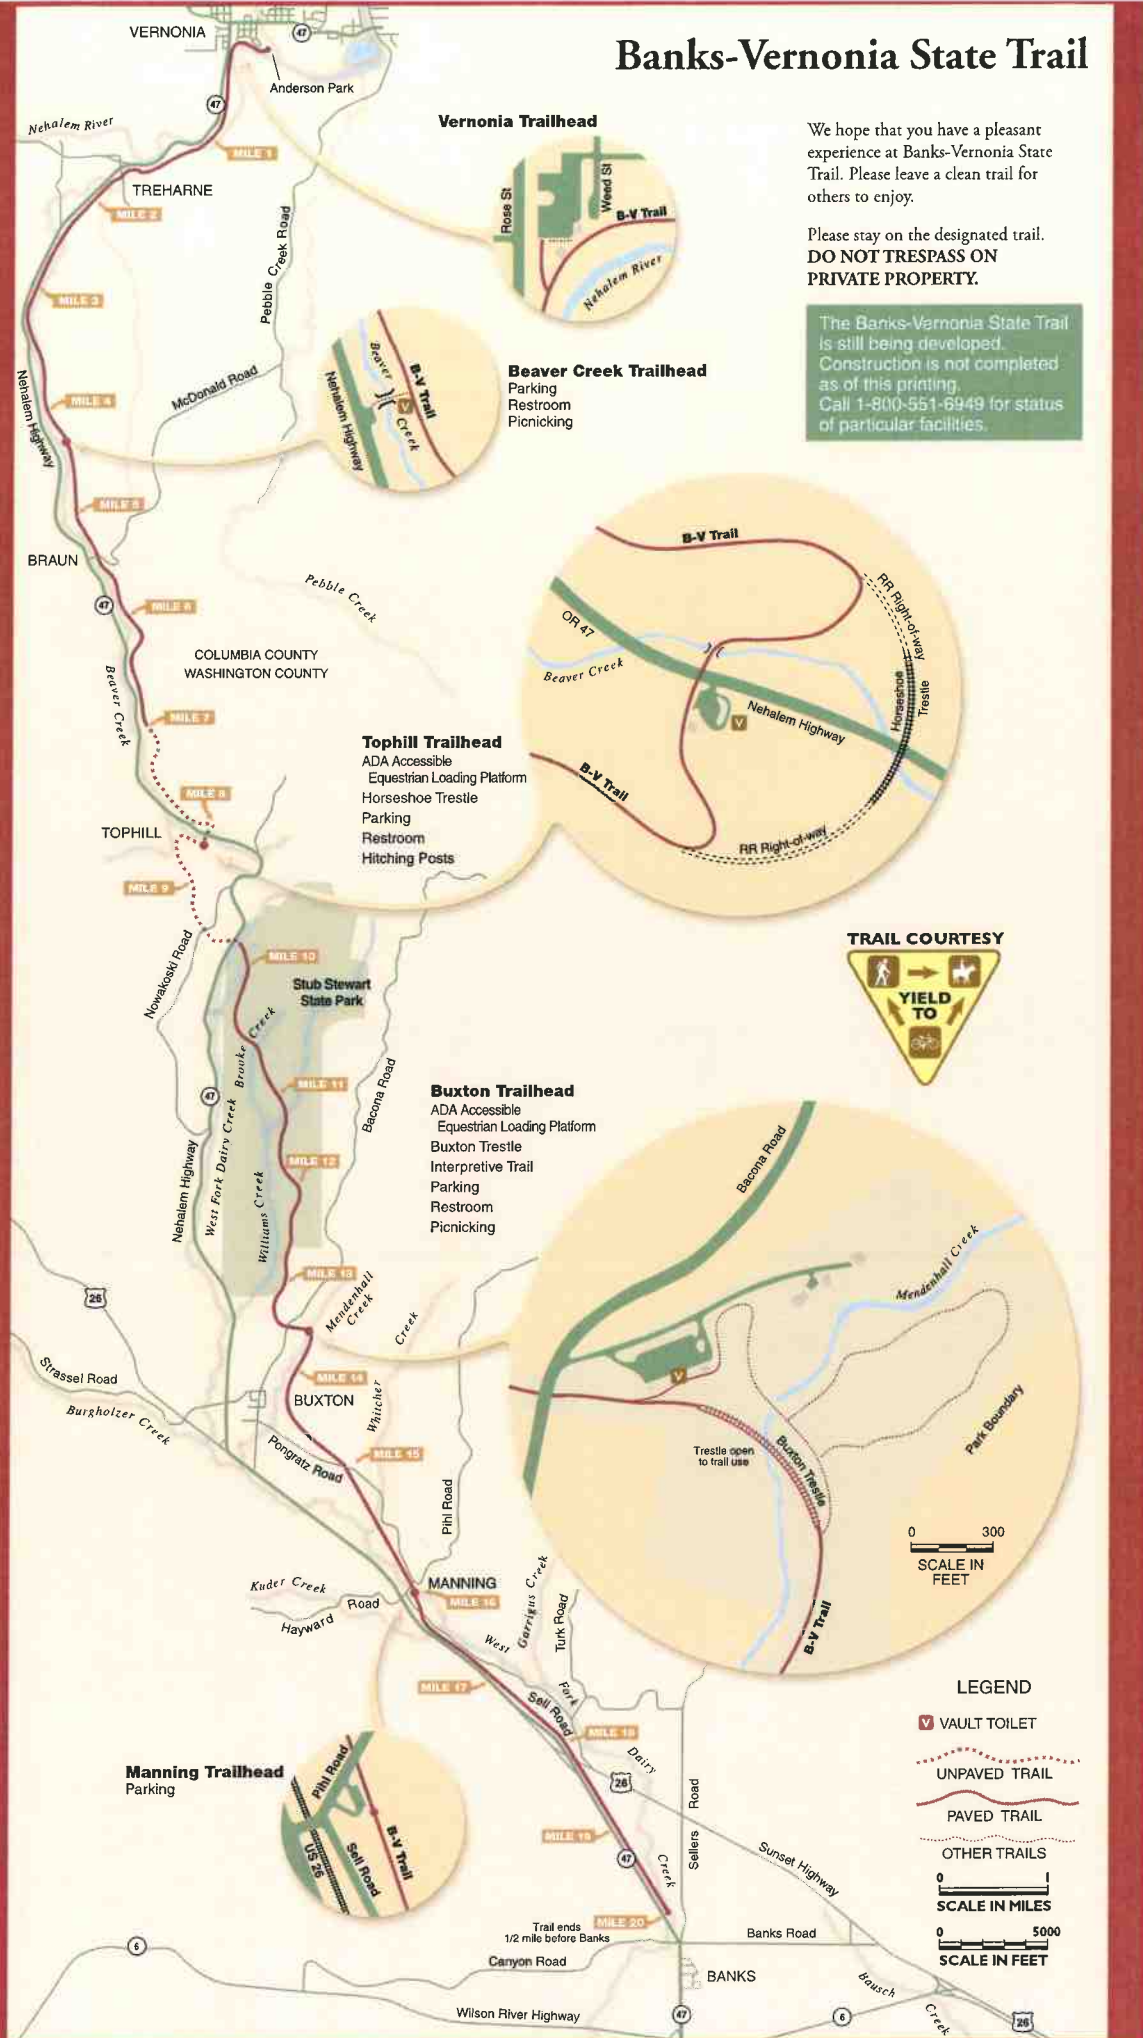 Banks-Vernonia State Trail
We hope that you have a pleasant
experience at Banks-Vernonia State
Trail. Please leave a clean trail for
others to enjoy.
Please stay on the designated trail.
DO NOT TRESPASS ON
PRIVATE PROPERTY.
The Banks-Vernonia State Trail
is still being developed.
Construction is not completed
as of this printing.
Call 1-800-551-6949 for status
of particular facilities.
VERNONIA
47
Anderson Park
47
Nehalem River
MILE 1
TREHARNE
MILE 2
Pebble Creek Road
MILE 3
Vernonia Trailhead
Rose St
Weed St
B-V Trail
Nehalem River
Nehalem Highway
MILE 4
McDonald Road
Beaver Creek
B-V Trail
V
Nehalem Highway
Beaver Creek Trailhead
Parking
Restroom
Picnicking
MILE 5
BRAUN
47
MILE 6
Pebble Creek
COLUMBIA COUNTY
WASHINGTON COUNTY
Beaver Creek
MILE 7
MILE 8
TOPHILL
MILE 9
Tophill Trailhead
ADA Accessible
Equestrian Loading Platform
Horseshoe Trestle
Parking
Restroom
Hitching Posts
B-V Trail
RR Right-of-way
OR 47
Beaver Creek
Horseshoe
Trestle
V
Nehalem Highway
B-V Trail
RR Right-of-way
TRAIL COURTESY
YIELD
TO
Nowakoski Road
MILE 10
Stub Stewart
State Park
Brooke Creek
47
MILE 11
Bacona Road
MILE 12
Nehalem Highway
West Fork Dairy Creek
Williams Creek
MILE 13
Mendenhall
Creek
Buxton Trailhead
ADA Accessible
Equestrian Loading Platform
Buxton Trestle
Interpretive Trail
Parking
Restroom
Picnicking
Bacona Road
Mendenhall Creek
V
Trestle open
to trail use
Buxton Trestle
Park Boundary
0 300
SCALE IN
FEET
B-V Trail
26
Strassel Road
Burgholzer Creek
MILE 14
BUXTON
Whitcher Creek
Pongratz Road
MILE 15
Pihl Road
MANNING
MILE 16
Kuder Creek
Hayward Road
West Fork Dairy Creek
Garrigus Creek
Turk Road
MILE 17
Sell Road
MILE 18
26
Manning Trailhead
Parking
Pihl Road
US 26
Sell Road
B-V Trail
MILE 19
47
Sellers Road
Sunset Highway
MILE 20
Trail ends
1/2 mile before Banks
Banks Road
Canyon Road
BANKS
6
Wilson River Highway
47
6
Bausch Creek
26
LEGEND
V VAULT TOILET
UNPAVED TRAIL
PAVED TRAIL
OTHER TRAILS
0 1
SCALE IN MILES
0 5000
SCALE IN FEET